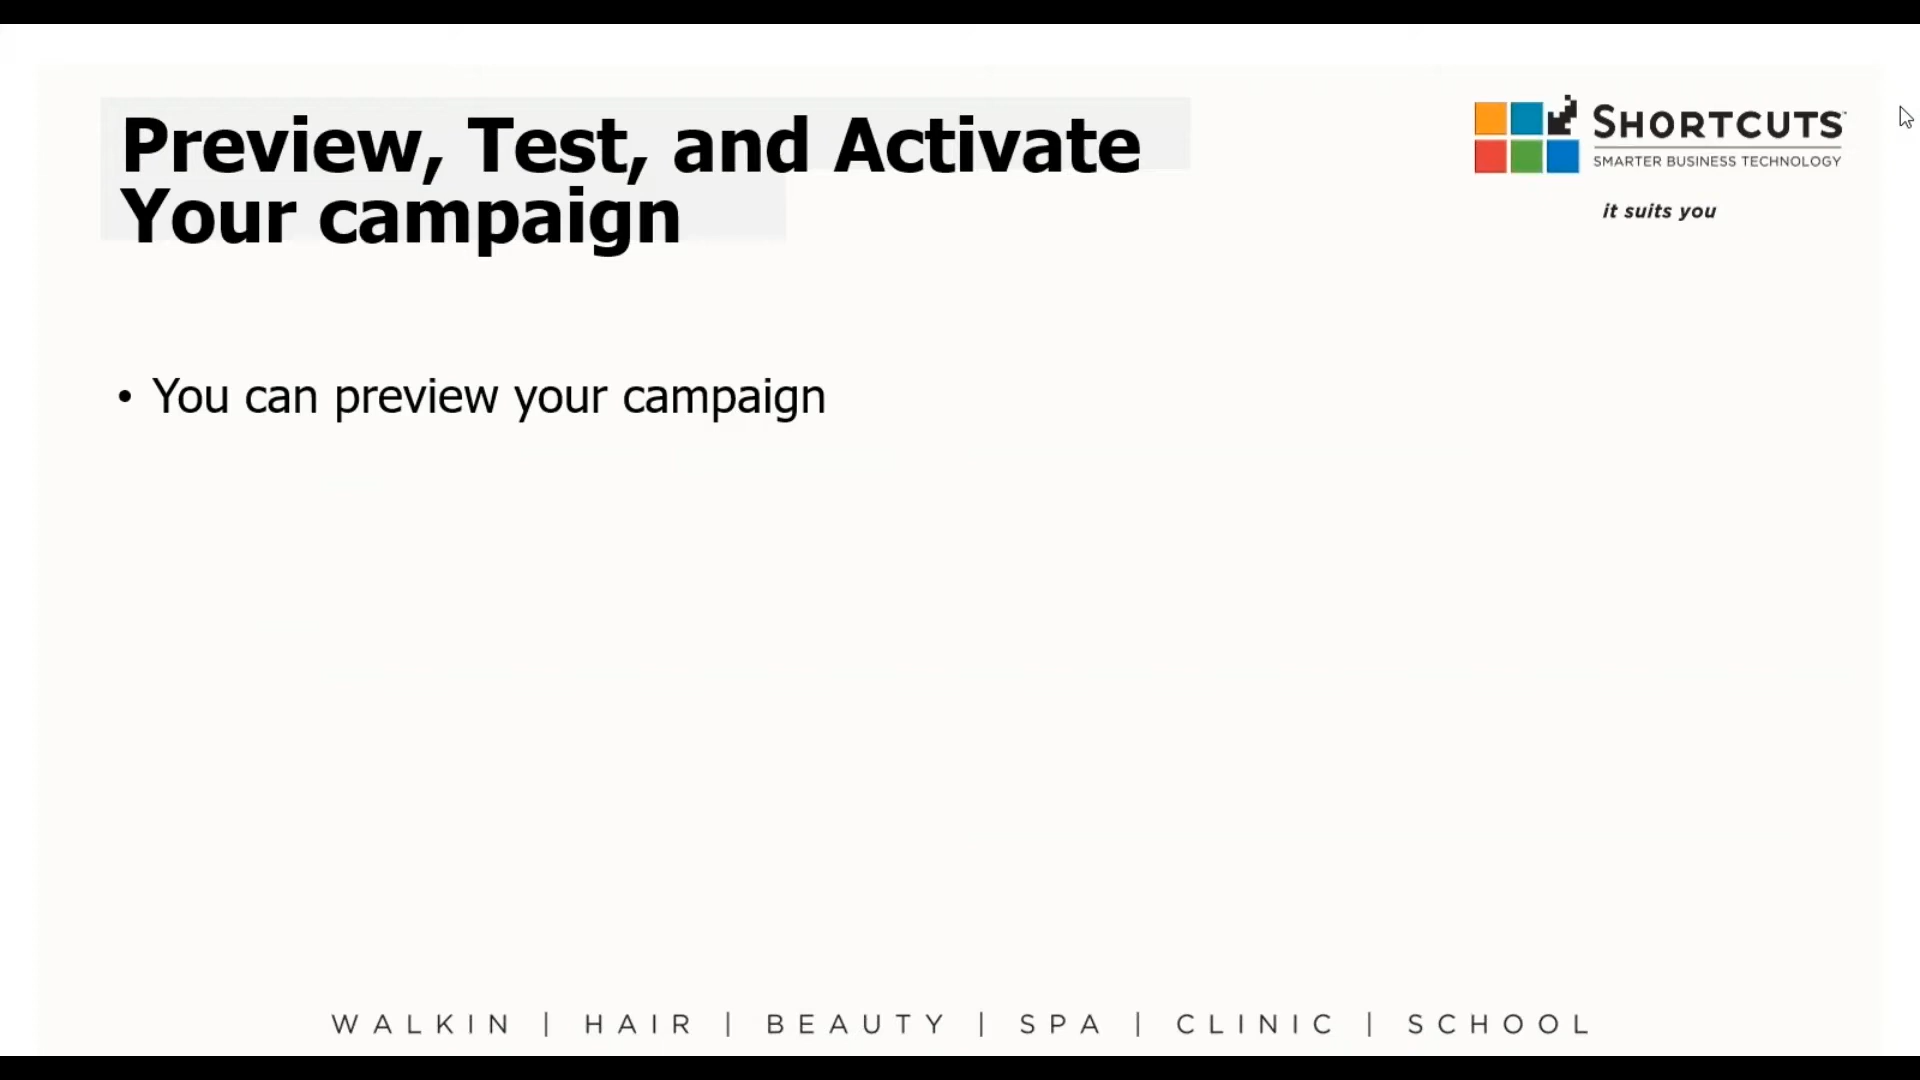 Preview, Test, and Activate
Your campaign
SHORTCUTS
SMARTER BUSINESS TECHNOLOGY
it suits you
• You can preview your campaign
WALKIN | HAIR | BEAUTY | SPA | CLINIC | SCHOOL